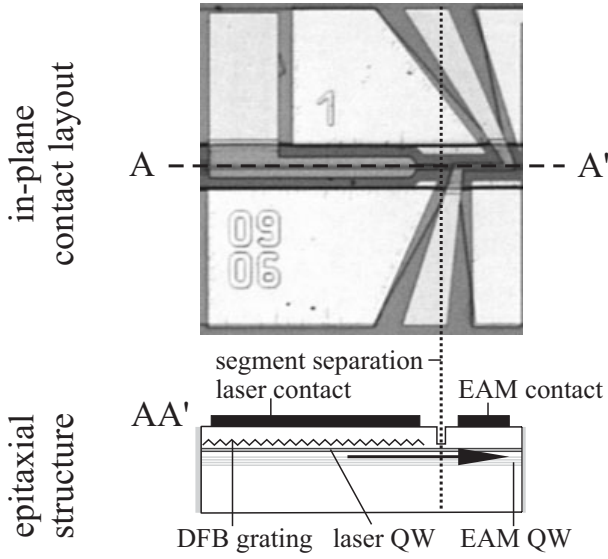 in-plane
contact layout
1
A
A'
09
06
segment separation
laser contact
EAM contact
AA'
epitaxial
structure
DFB grating
laser QW
EAM QW